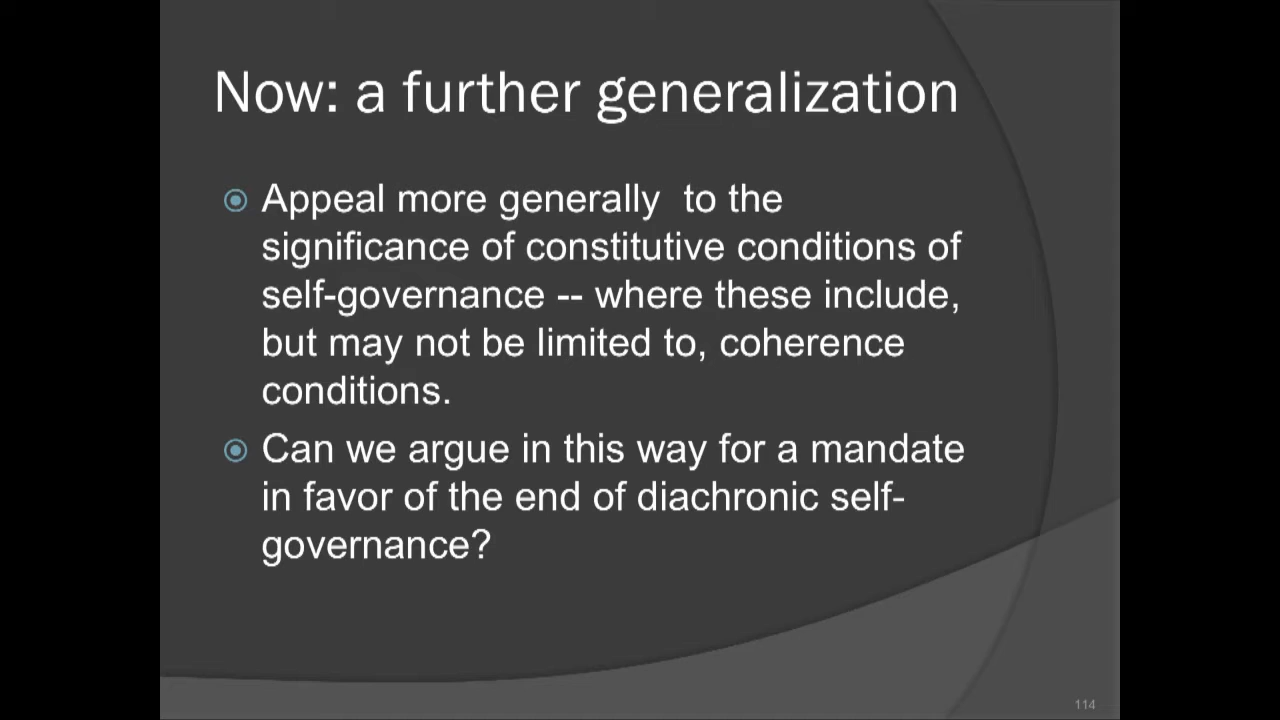 Now: a further generalization
Appeal more generally  to the
significance of constitutive conditions of
self-governance -- where these include,
but may not be limited to, coherence
conditions.
Can we argue in this way for a mandate
in favor of the end of diachronic self-
governance?
114